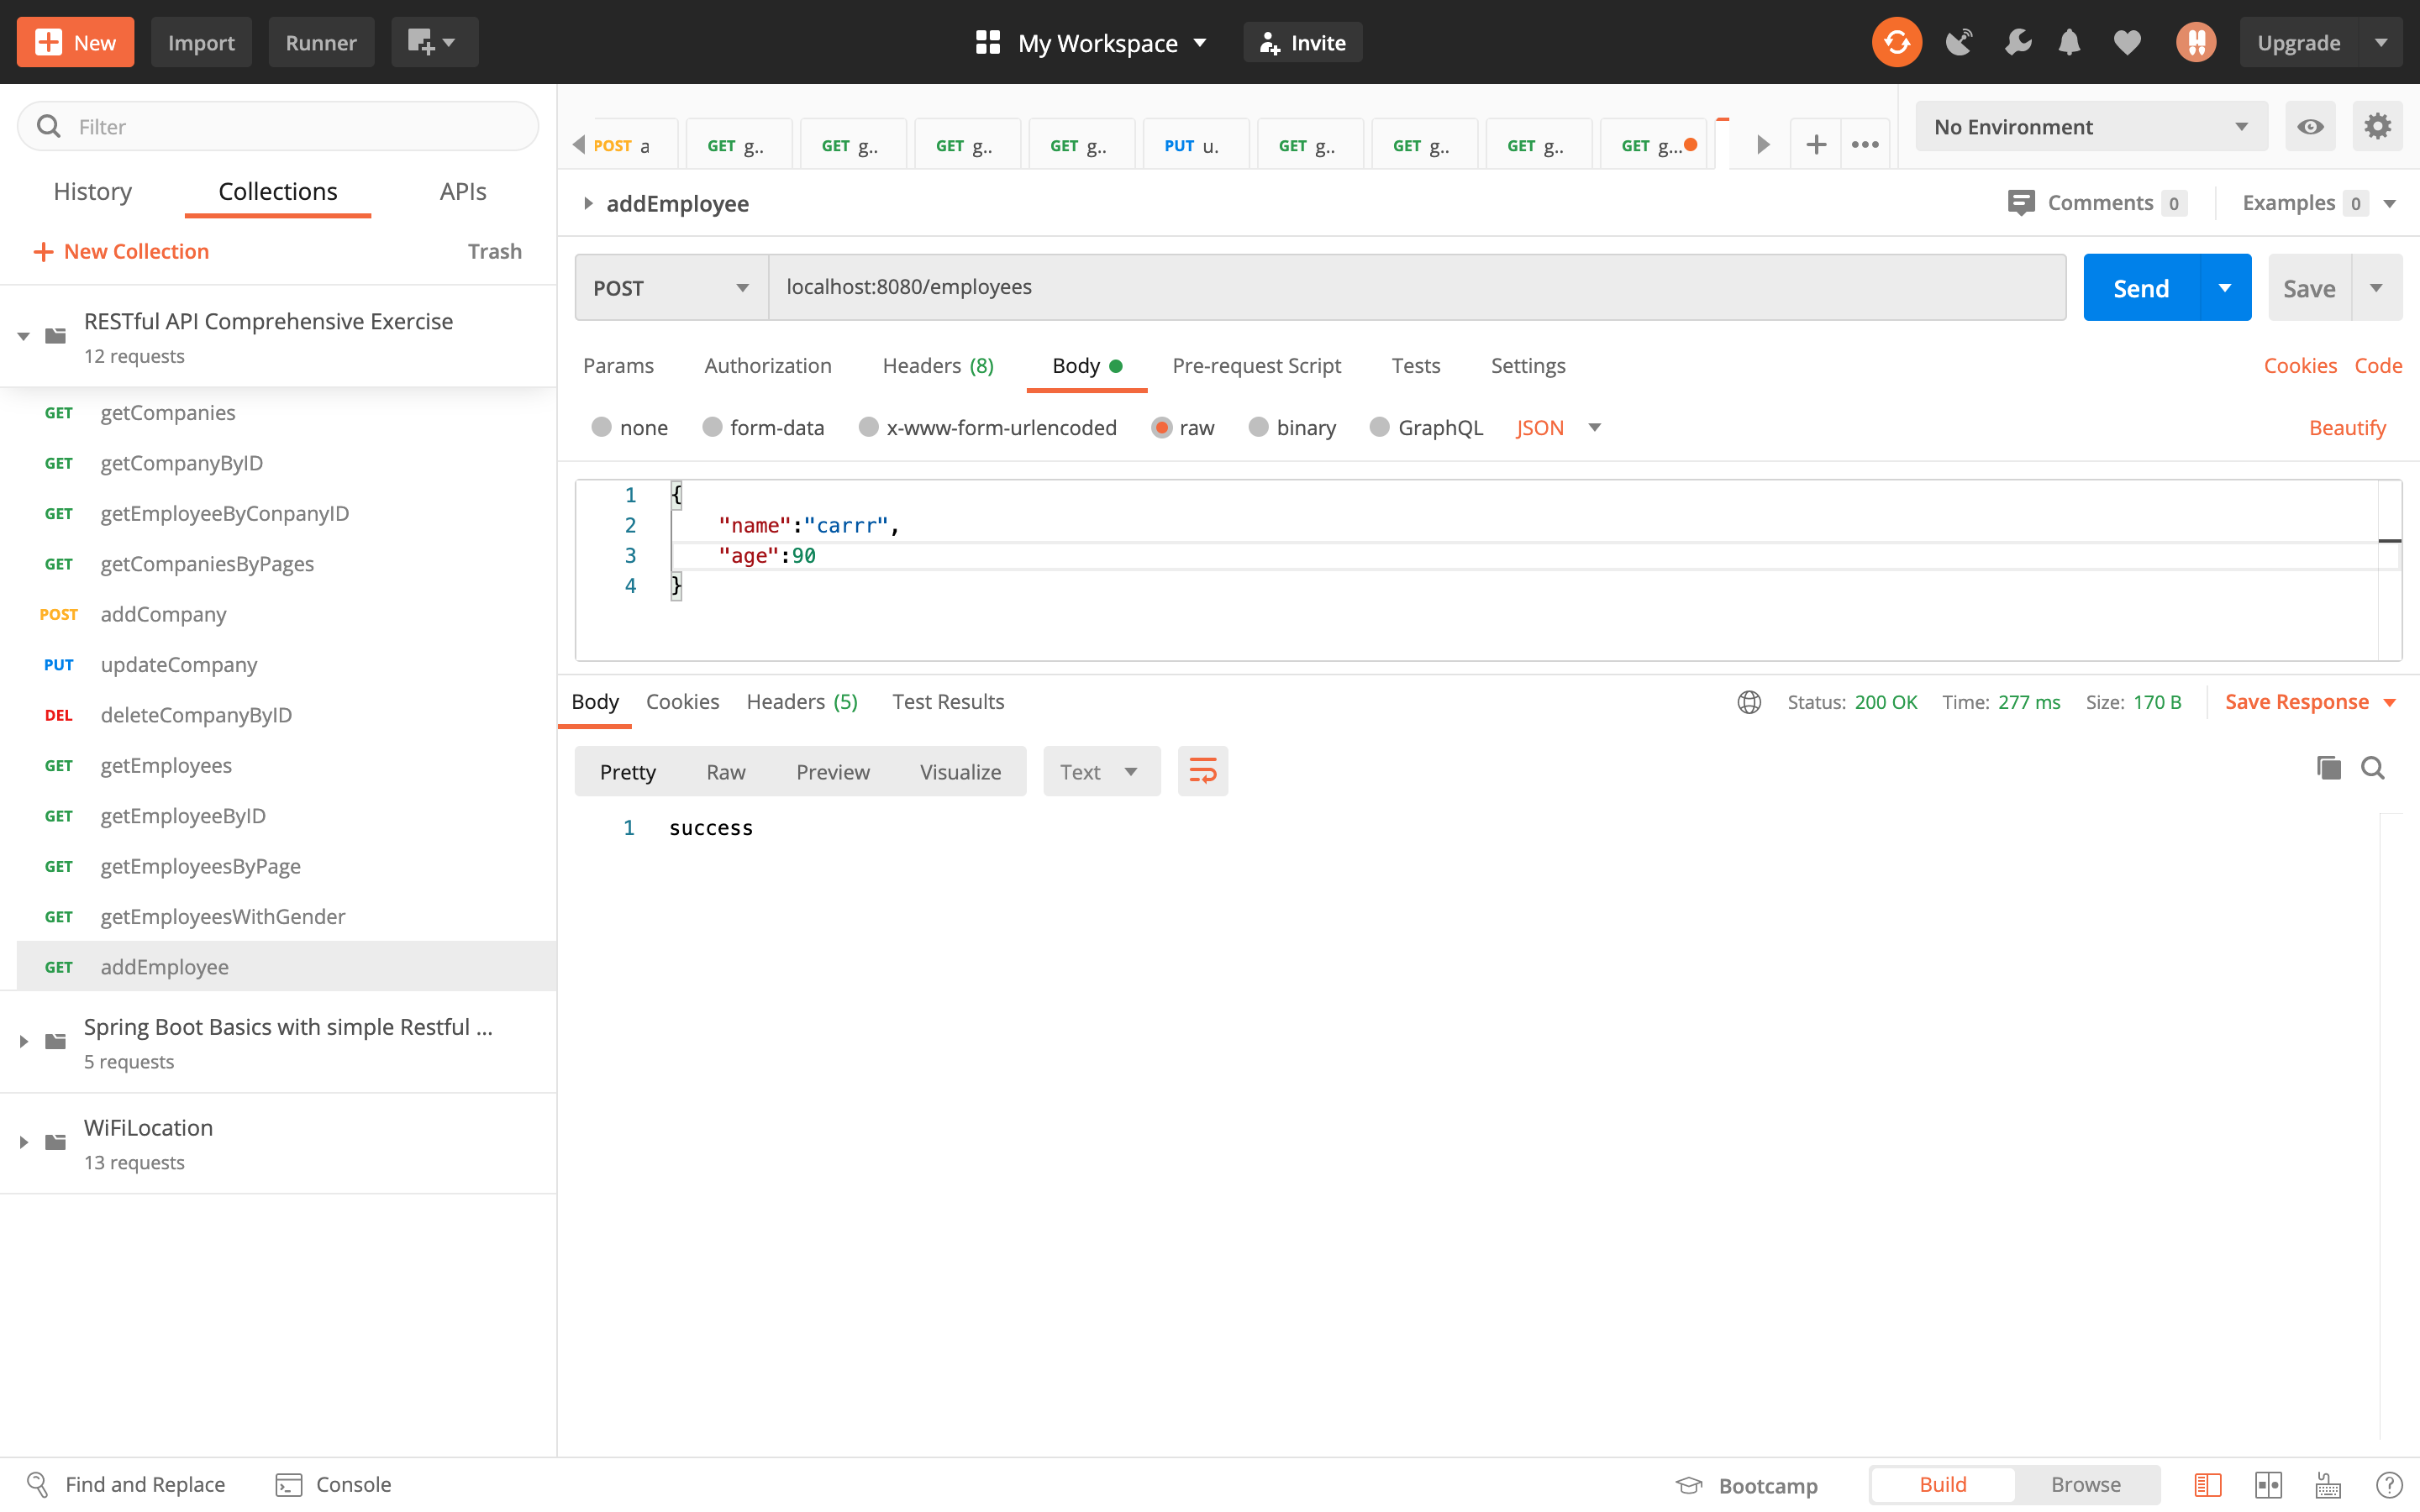 New
Import
Runner
My Workspace
Invite
Upgrade
Filter
History
Collections
APIs
New Collection
Trash
RESTful API Comprehensive Exercise
12 requests
GET getCompanies
GET getCompanyByID
GET getEmployeeByConpanyID
GET getCompaniesByPages
POST addCompany
PUT updateCompany
DEL deleteCompanyByID
GET getEmployees
GET getEmployeeByID
GET getEmployeesByPage
GET getEmployeesWithGender
GET addEmployee
Spring Boot Basics with simple Restful ...
5 requests
WiFiLocation
13 requests
POST a
GET g..
GET g..
GET g..
GET g..
PUT u.
GET g..
GET g..
GET g..
GET g...
No Environment
addEmployee
Comments 0
Examples 0
POST
localhost:8080/employees
Send
Save
Params
Authorization
Headers (8)
Body
Pre-request Script
Tests
Settings
Cookies
Code
none
form-data
x-www-form-urlencoded
raw
binary
GraphQL
JSON
Beautify
1 {
2 "name":"carrr",
3 "age":90
4 }
Body
Cookies
Headers (5)
Test Results
Status: 200 OK
Time: 277 ms
Size: 170 B
Save Response
Pretty
Raw
Preview
Visualize
Text
1 success
Find and Replace
Console
Bootcamp
Build
Browse
?